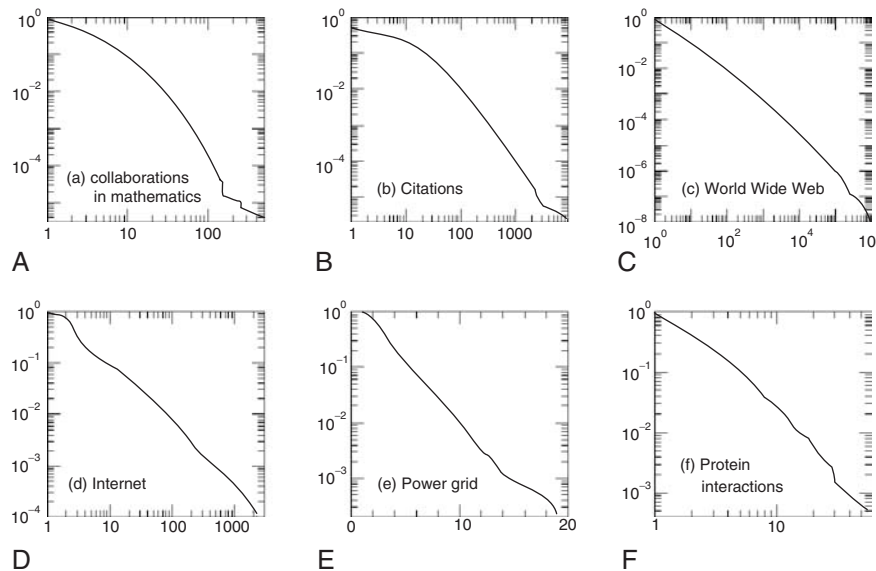 10^0
10^-2
10^-4
(a) collaborations
in mathematics
1 10 100
A
10^0
10^-2
10^-4
(b) Citations
1 10 100 1000
B
10^0
10^-2
10^-4
10^-6
10^-8
(c) World Wide Web
10^0 10^2 10^4 10^6
C
10^0
10^-1
10^-2
10^-3
10^-4
(d) Internet
1 10 100 1000
D
10^0
10^-1
10^-2
10^-3
(e) Power grid
0 10 20
E
10^0
10^-1
10^-2
10^-3
(f) Protein
interactions
1 10
F